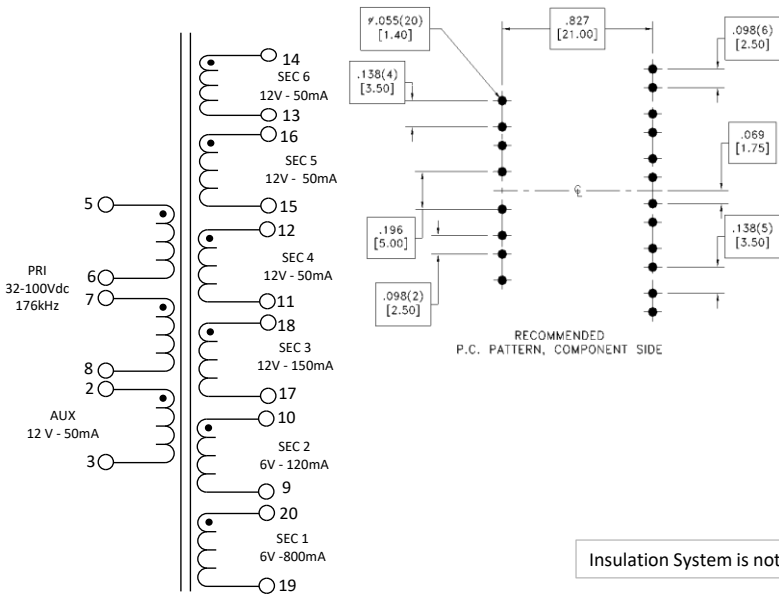 14
SEC 6
12V - 50mA
13
16
SEC 5
12V - 50mA
15
5
12
SEC 4
12V - 50mA
6
PRI
32-100Vdc
176kHz
7
11
18
SEC 3
12V - 150mA
8
17
2
AUX
12 V - 50mA
3
10
SEC 2
6V - 120mA
9
20
SEC 1
6V -800mA
19
⌀.055(20)
[1.40]
.827
[21.00]
.098(6)
[2.50]
.138(4)
[3.50]
.069
[1.75]
℄
.196
[5.00]
.138(5)
[3.50]
.098(2)
[2.50]
RECOMMENDED
P.C. PATTERN, COMPONENT SIDE
Insulation System is not